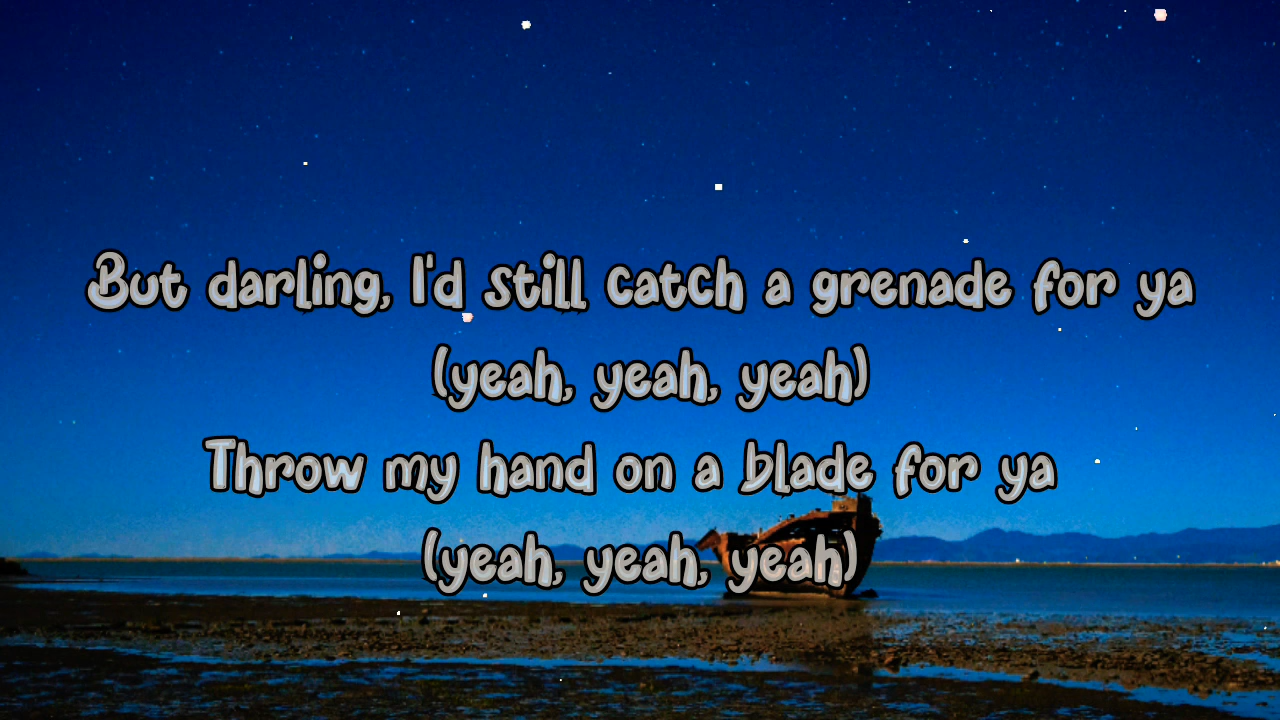 But darling, I'd still catch a grenade for ya
(yeah, yeah, yeah)
Throw my hand on a blade for ya
(yeah, yeah, yeah)